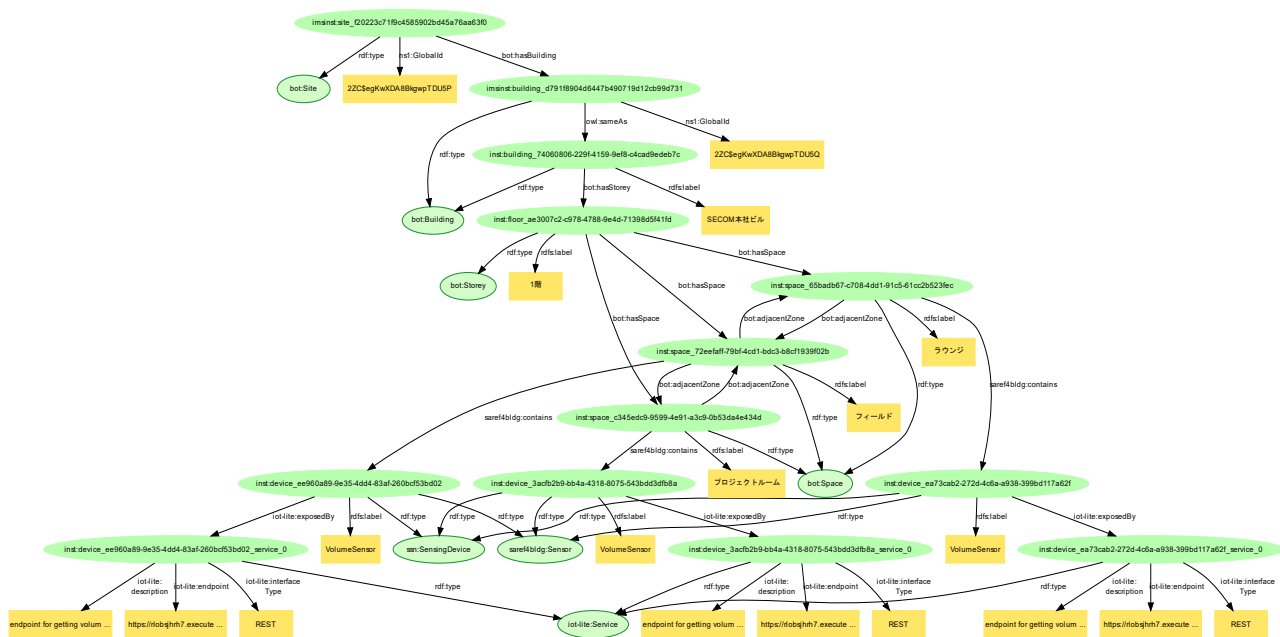 imsinst:site_f20223c71f9c4585902bd45a76aa63f0
rdf:type
ns1:GlobalId
bot:hasBuilding
bot:Site
2ZC$egKwXDA8BkgwpTDU5P
imsinst:building_d791f8904d6447b490719d12cb99d731
owl:sameAs
ns1:GlobalId
rdf:type
inst:building_74060806-229f-4159-9ef8-c4cad9edeb7c
2ZC$egKwXDA8BkgwpTDU5Q
rdf:type
bot:hasStorey
rdfs:label
bot:Building
inst:floor_ae3007c2-c978-4788-9e4d-71398d5f41fd
SECOM本社ビル
rdf:type
rdfs:label
bot:hasSpace
bot:Storey
1階
bot:hasSpace
inst:space_65badb67-c708-4dd1-91c5-61cc2b523fec
bot:hasSpace
bot:adjacentZone
bot:adjacentZone
rdfs:label
inst:space_72eefaff-79bf-4cd1-bdc3-b8cf1939f02b
ラウンジ
bot:adjacentZone
bot:adjacentZone
rdfs:label
rdf:type
saref4bldg:contains
saref4bldg:contains
inst:space_c345edc9-9599-4e91-a3c9-0b53da4e434d
rdf:type
フィールド
saref4bldg:contains
rdfs:label
rdf:type
inst:device_ee960a89-9e35-4dd4-83af-260bcf53bd02
inst:device_3acfb2b9-bb4a-4318-8075-543bdd3dfb8a
プロジェクトルーム
bot:Space
inst:device_ea73cab2-272d-4c6a-a938-399bd117a62f
iot-lite:exposedBy
rdfs:label
rdf:type
rdf:type
rdf:type
rdf:type
rdf:type
rdfs:label
iot-lite:exposedBy
rdf:type
rdfs:label
iot-lite:exposedBy
inst:device_ee960a89-9e35-4dd4-83af-260bcf53bd02_service_0
VolumeSensor
ssn:SensingDevice
saref4bldg:Sensor
VolumeSensor
inst:device_3acfb2b9-bb4a-4318-8075-543bdd3dfb8a_service_0
VolumeSensor
inst:device_ea73cab2-272d-4c6a-a938-399bd117a62f_service_0
iot-lite:
description
iot-lite:endpoint
iot-lite:interface
Type
rdf:type
rdf:type
iot-lite:
description
iot-lite:endpoint
iot-lite:interface
Type
rdf:type
iot-lite:
description
iot-lite:endpoint
iot-lite:interface
Type
endpoint for getting volum ...
https://rlobsjhrh7.execute ...
REST
iot-lite:Service
endpoint for getting volum ...
https://rlobsjhrh7.execute ...
REST
endpoint for getting volum ...
https://rlobsjhrh7.execute ...
REST